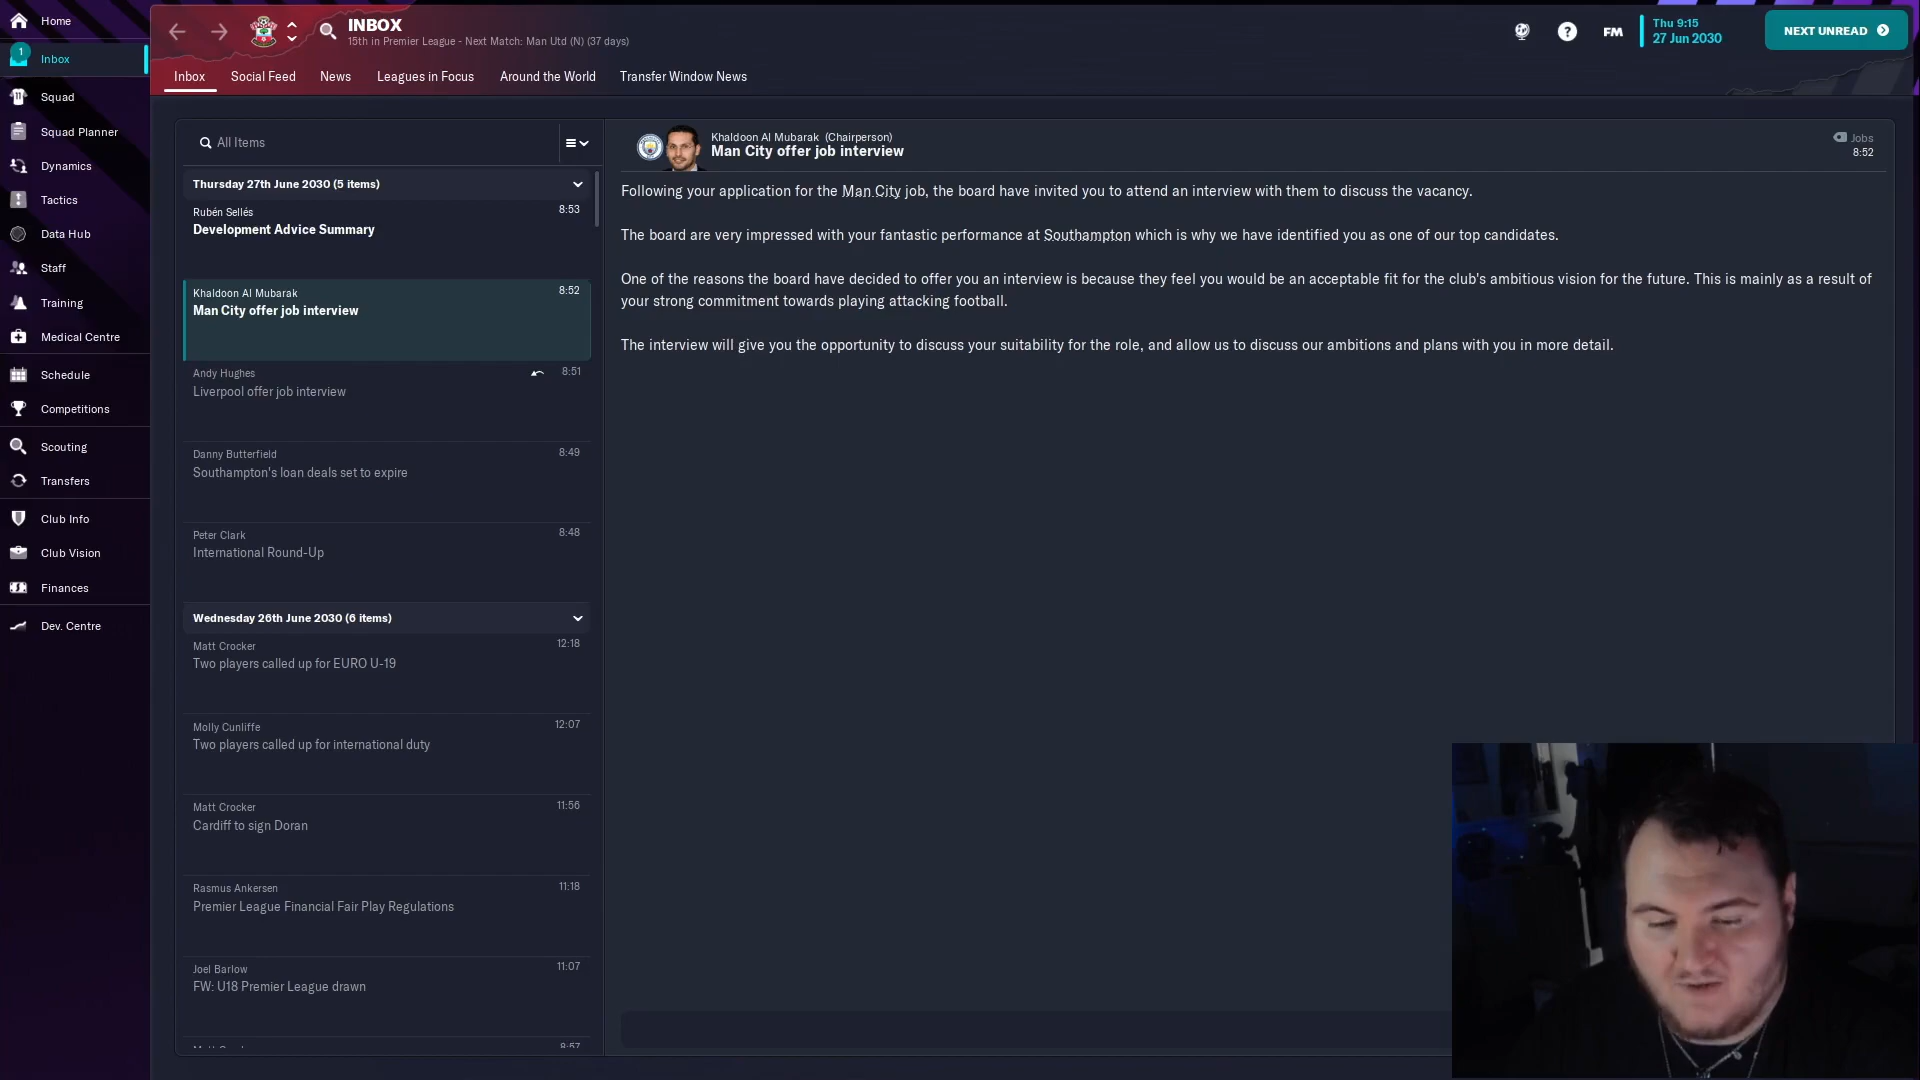 Home
1
Inbox
Squad
Squad Planner
Dynamics
Tactics
Data Hub
Staff
Training
Medical Centre
Schedule
Competitions
Scouting
Transfers
Club Info
Club Vision
Finances
Dev. Centre
INBOX
15th in Premier League - Next Match: Man Utd (N) (37 days)
FM
Thu 9:15
27 Jun 2030
NEXT UNREAD
Inbox
Social Feed
News
Leagues in Focus
Around the World
Transfer Window News
All Items
Thursday 27th June 2030 (5 items)
Rubén Sellés 8:53
Development Advice Summary
Khaldoon Al Mubarak 8:52
Man City offer job interview
Andy Hughes 8:51
Liverpool offer job interview
Danny Butterfield 8:49
Southampton's loan deals set to expire
Peter Clark 8:48
International Round-Up
Wednesday 26th June 2030 (6 items)
Matt Crocker 12:18
Two players called up for EURO U-19
Molly Cunliffe 12:07
Two players called up for international duty
Matt Crocker 11:56
Cardiff to sign Doran
Rasmus Ankersen 11:18
Premier League Financial Fair Play Regulations
Joel Barlow 11:07
FW: U18 Premier League drawn
8:57
Khaldoon Al Mubarak (Chairperson)
Man City offer job interview
Jobs
8:52
Following your application for the Man City job, the board have invited you to attend an interview with them to discuss the vacancy.
The board are very impressed with your fantastic performance at Southampton which is why we have identified you as one of our top candidates.
One of the reasons the board have decided to offer you an interview is because they feel you would be an acceptable fit for the club's ambitious vision for the future. This is mainly as a result of
your strong commitment towards playing attacking football.
The interview will give you the opportunity to discuss your suitability for the role, and allow us to discuss our ambitions and plans with you in more detail.